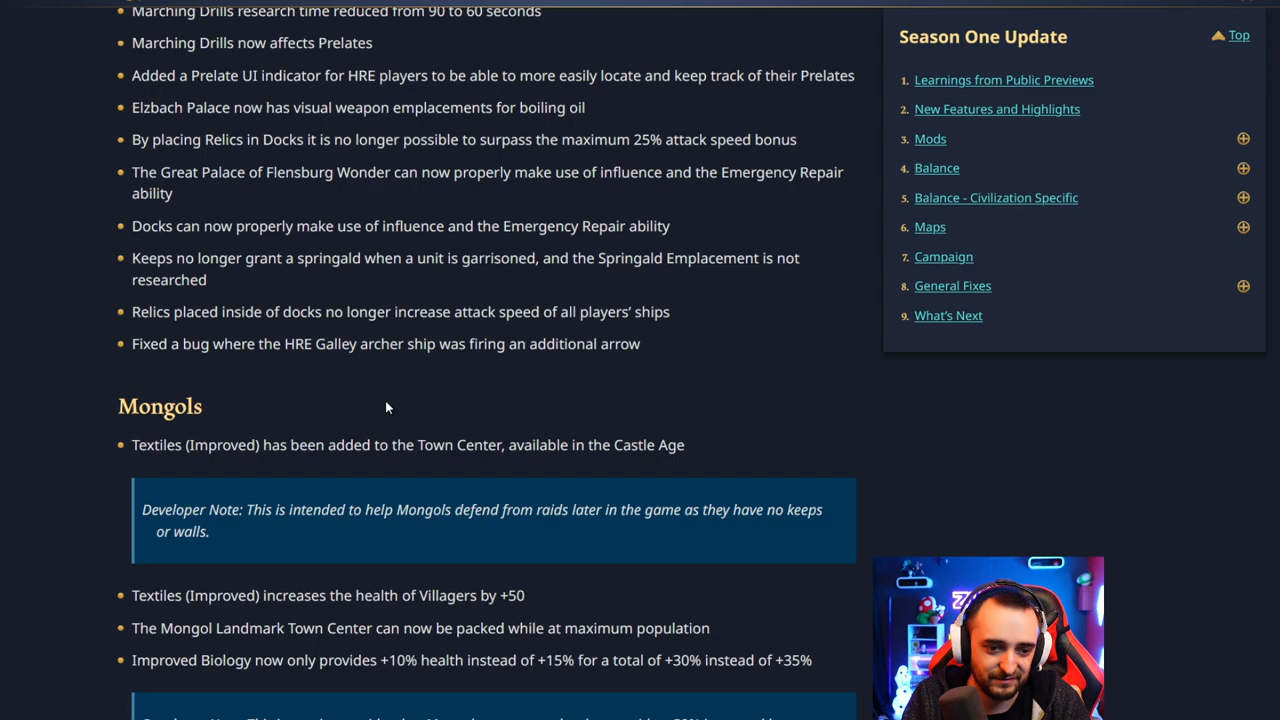 Marching Drills research time reduced from 90 to 60 seconds
Marching Drills now affects Prelates
Added a Prelate UI indicator for HRE players to be able to more easily locate and keep track of their Prelates
Elzbach Palace now has visual weapon emplacements for boiling oil
By placing Relics in Docks it is no longer possible to surpass the maximum 25% attack speed bonus
The Great Palace of Flensburg Wonder can now properly make use of influence and the Emergency Repair
ability
Docks can now properly make use of influence and the Emergency Repair ability
Keeps no longer grant a springald when a unit is garrisoned, and the Springald Emplacement is not
researched
Relics placed inside of docks no longer increase attack speed of all players’ ships
Fixed a bug where the HRE Galley archer ship was firing an additional arrow
Mongols
Textiles (Improved) has been added to the Town Center, available in the Castle Age
Developer Note: This is intended to help Mongols defend from raids later in the game as they have no keeps
or walls.
Textiles (Improved) increases the health of Villagers by +50
The Mongol Landmark Town Center can now be packed while at maximum population
Improved Biology now only provides +10% health instead of +15% for a total of +30% instead of +35%
Season One Update
Top
1. Learnings from Public Previews
2. New Features and Highlights
3. Mods
4. Balance
5. Balance - Civilization Specific
6. Maps
7. Campaign
8. General Fixes
9. What's Next